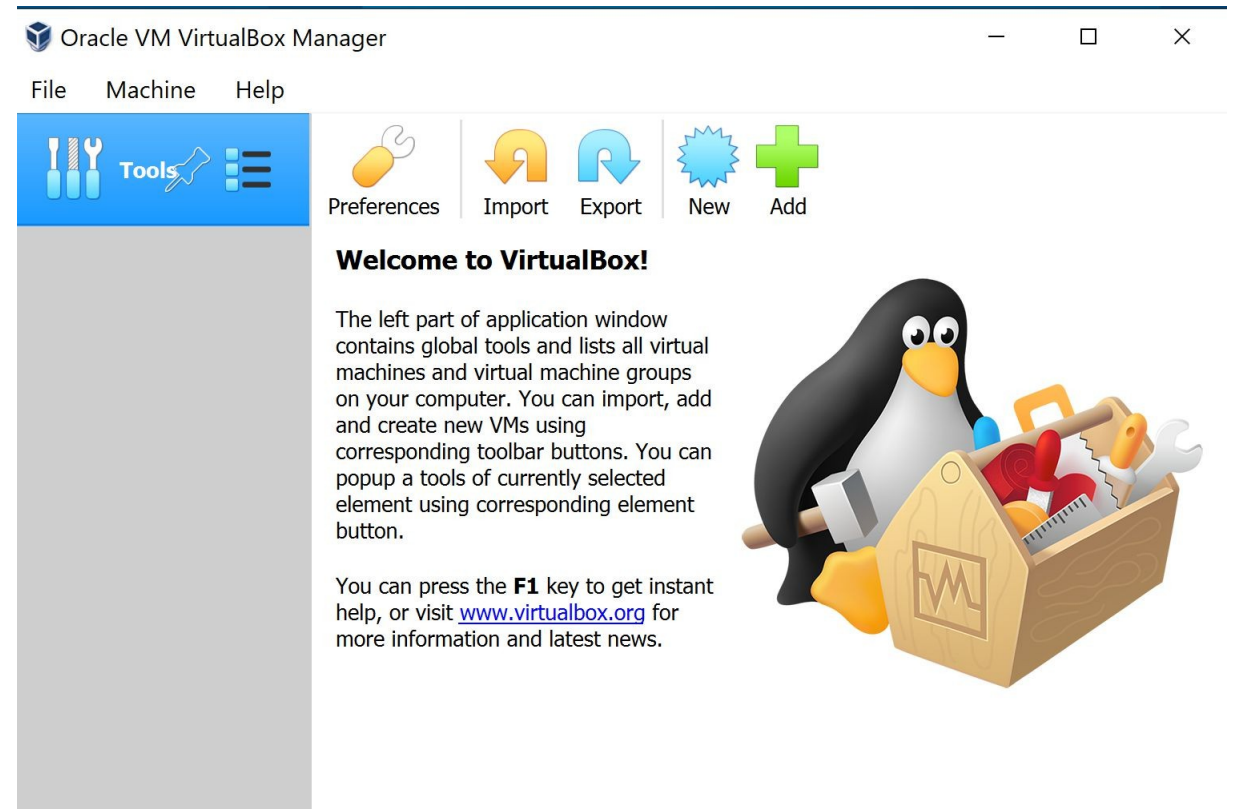 Oracle VM VirtualBox Manager
File Machine Help
Tools
Preferences Import Export New Add
Welcome to VirtualBox!
The left part of application window
contains global tools and lists all virtual
machines and virtual machine groups
on your computer. You can import, add
and create new VMs using
corresponding toolbar buttons. You can
popup a tools of currently selected
element using corresponding element
button.
You can press the F1 key to get instant
help, or visit www.virtualbox.org for
more information and latest news.